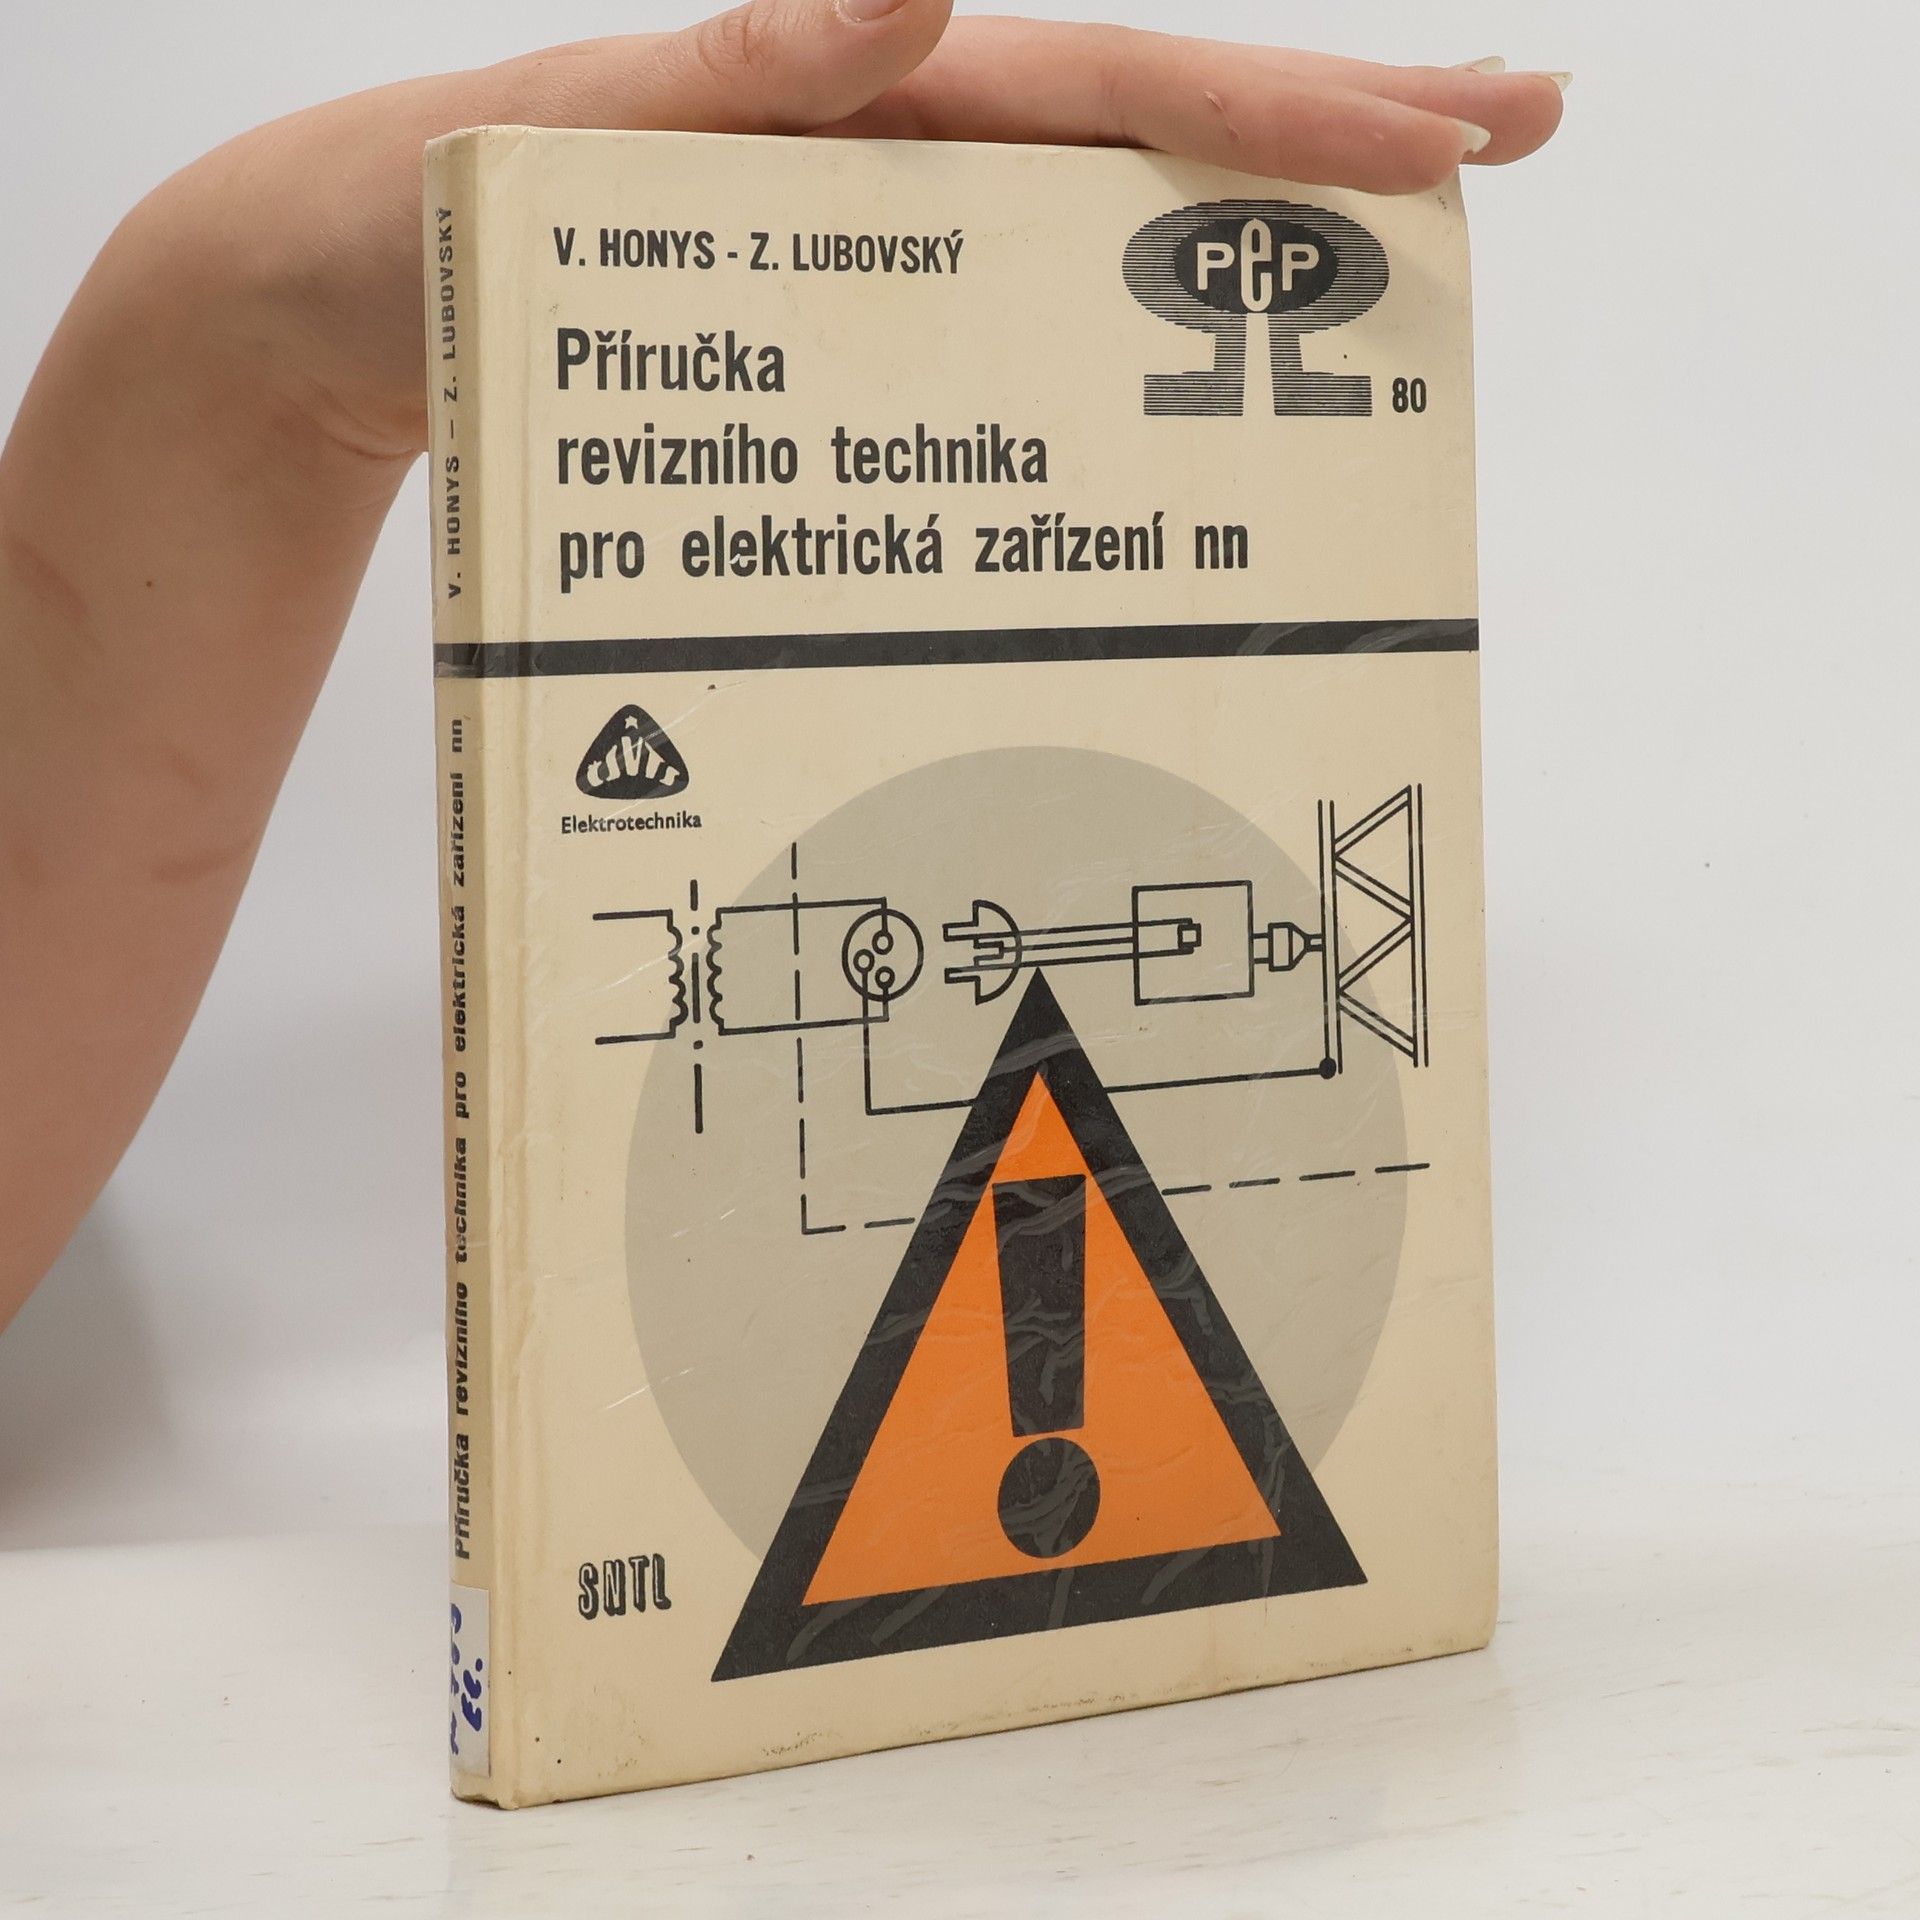 V. HONYS - Z. LUBOVSKÝ
PeP
80
Příručka
revizního technika
pro elektrická zařízení nn
ČSVTS
Elektrotechnika
!
SNTL
V. HONYS – Z. LUBOVSKÝ
Příručka revizního technika pro elektrická zařízení nn